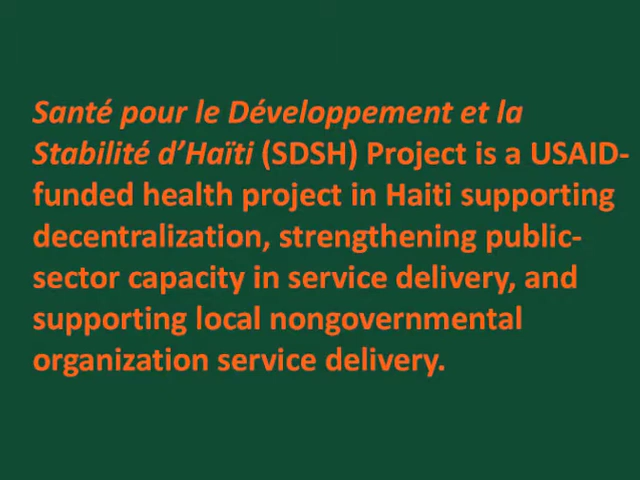 Santé pour le Développement et la
Stabilité d’Haïti (SDSH) Project is a USAID-
funded health project in Haiti supporting
decentralization, strengthening public-
sector capacity in service delivery, and
supporting local nongovernmental
organization service delivery.